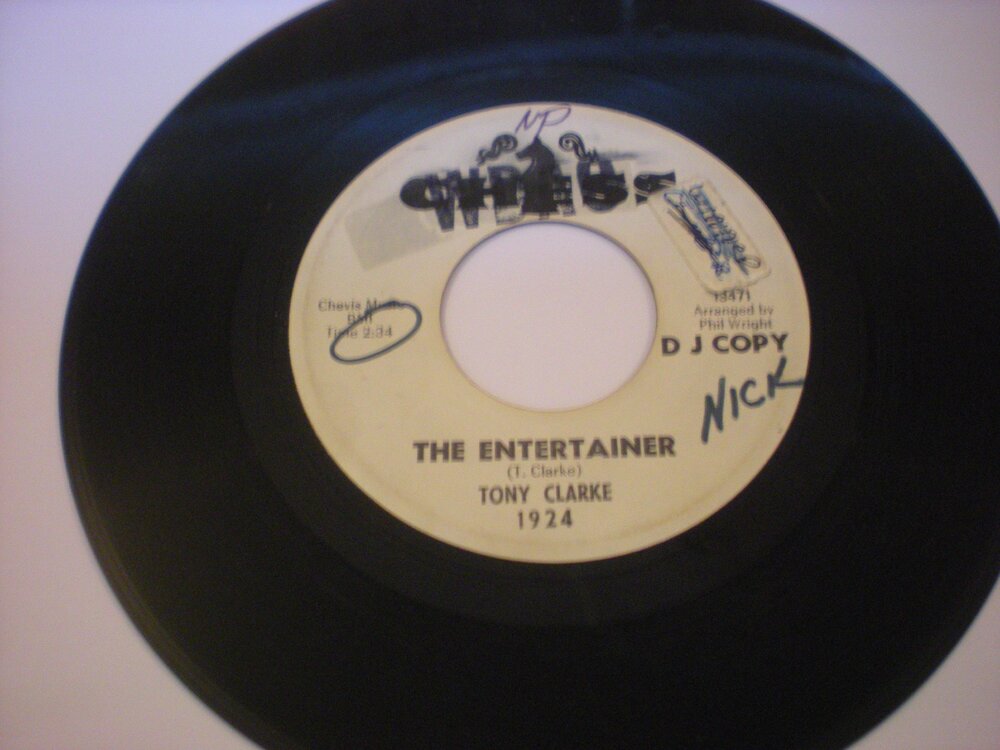 NP
CHESS
Chevis Music
BMI
Time 2:34
13471
Arranged by
Phil Wright
D J COPY
NICK
THE ENTERTAINER
(T. Clarke)
TONY CLARKE
1924